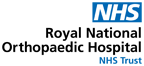 NHS
Royal National
Orthopaedic Hospital
NHS Trust